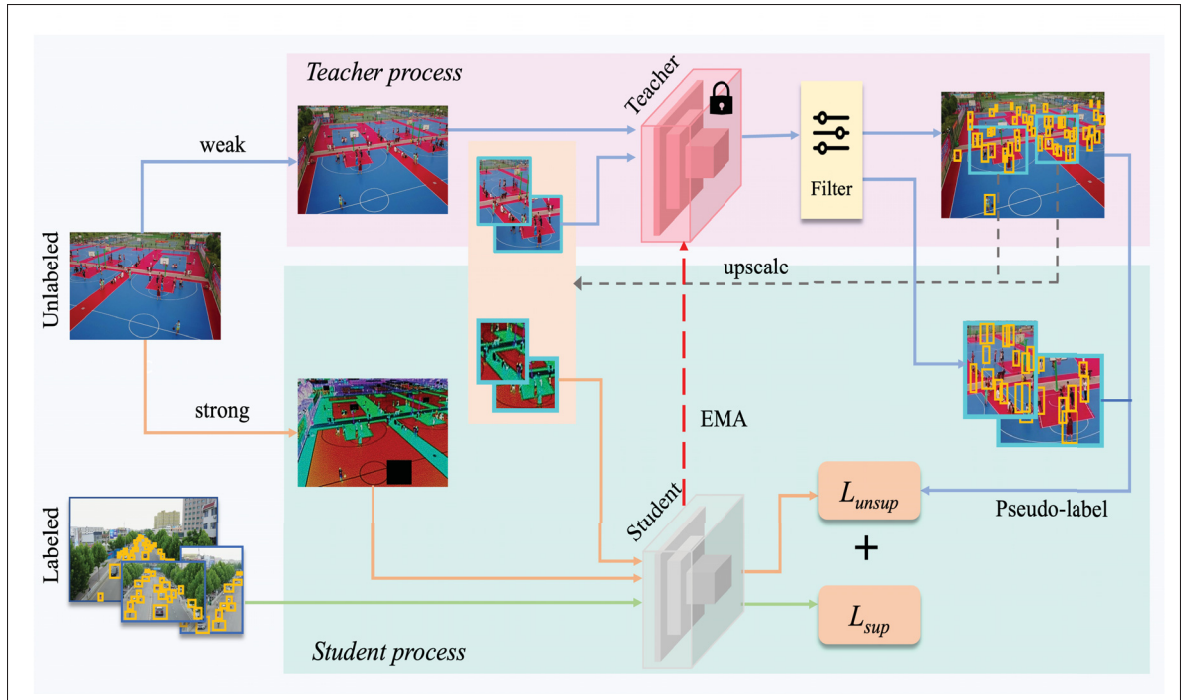 Teacher process
Teacher
weak
Filter
Unlabeled
upscalc
strong
EMA
Student
L_unsup
Pseudo-label
+
Labeled
L_sup
Student process